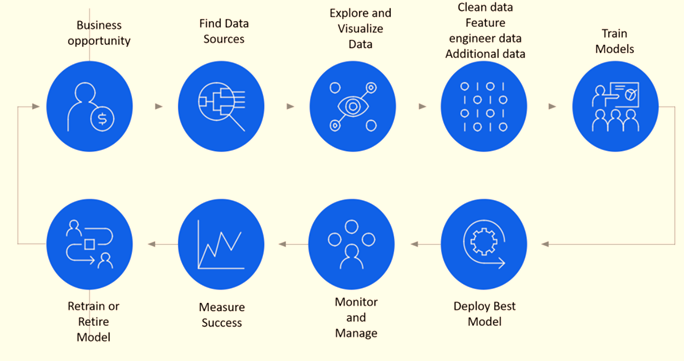 Business
opportunity
Find Data
Sources
Explore and
Visualize
Data
Clean data
Feature
engineer data
Additional data
Train
Models
$
Retrain or
Retire
Model
Measure
Success
Monitor
and
Manage
Deploy Best
Model